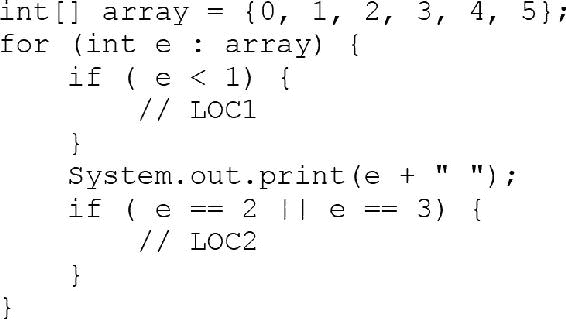 int[] array = {0, 1, 2, 3, 4, 5};
for (int e : array) {
    if ( e < 1) {
        // LOC1
    }
    System.out.print(e + " ");
    if ( e == 2 || e == 3) {
        // LOC2
    }
}